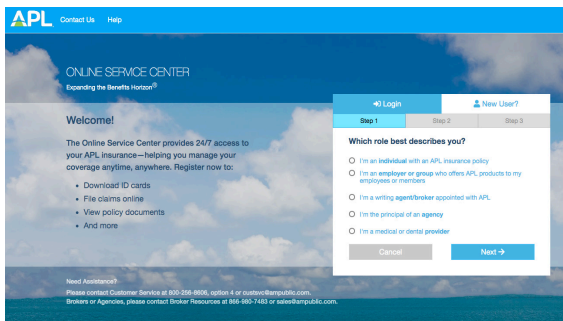 APL Contact Us Help
ONLINE SERVICE CENTER
Expanding the Benefits Horizon®
Login New User?
Step 1 Step 2 Step 3
Welcome!
The Online Service Center provides 24/7 access to
your APL insurance—helping you manage your
coverage anytime, anywhere. Register now to:
• Download ID cards
• File claims online
• View policy documents
• And more
Which role best describes you?
I'm an individual with an APL insurance policy
I'm an employer or group who offers APL products to my
employees or members
I'm a writing agent/broker appointed with APL
I'm the principal of an agency
I'm a medical or dental provider
Cancel Next →
Need Assistance?
Please contact Customer Service at 800-256-8606, option 4 or custsvc@ampublic.com.
Brokers or Agencies, please contact Broker Resources at 866-980-7483 or sales@ampublic.com.